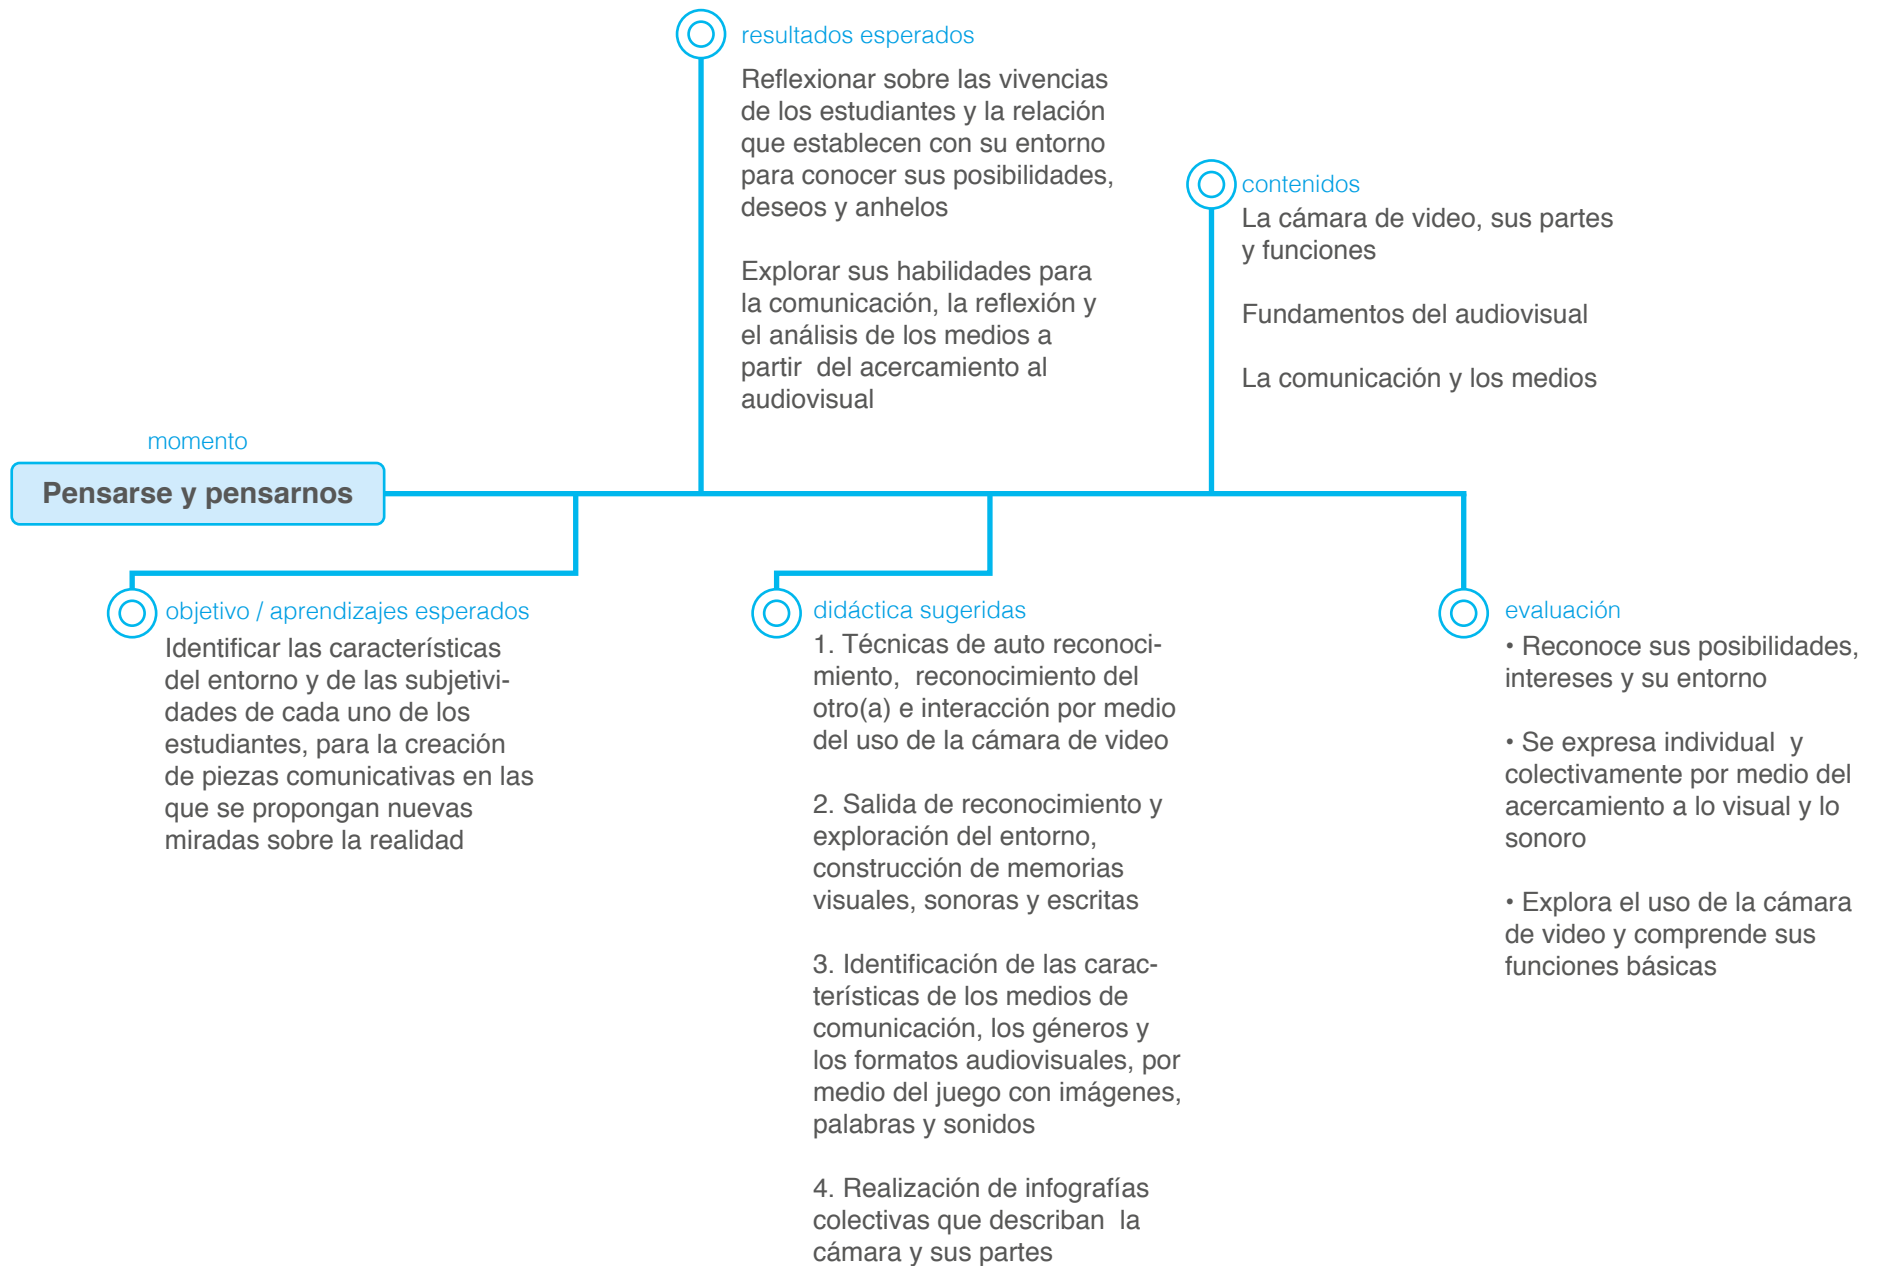 resultados esperados
Reflexionar sobre las vivencias
de los estudiantes y la relación
que establecen con su entorno
para conocer sus posibilidades,
deseos y anhelos
Explorar sus habilidades para
la comunicación, la reflexión y
el análisis de los medios a
partir  del acercamiento al
audiovisual
contenidos
La cámara de video, sus partes
y funciones
Fundamentos del audiovisual
La comunicación y los medios
momento
Pensarse y pensarnos
objetivo / aprendizajes esperados
Identificar las características
del entorno y de las subjetivi-
dades de cada uno de los
estudiantes, para la creación
de piezas comunicativas en las
que se propongan nuevas
miradas sobre la realidad
didáctica sugeridas
1. Técnicas de auto reconoci-
miento,  reconocimiento del
otro(a) e interacción por medio
del uso de la cámara de video
2. Salida de reconocimiento y
exploración del entorno,
construcción de memorias
visuales, sonoras y escritas
3. Identificación de las carac-
terísticas de los medios de
comunicación, los géneros y
los formatos audiovisuales, por
medio del juego con imágenes,
palabras y sonidos
4. Realización de infografías
colectivas que describan  la
cámara y sus partes
evaluación
• Reconoce sus posibilidades,
intereses y su entorno
• Se expresa individual  y
colectivamente por medio del
acercamiento a lo visual y lo
sonoro
• Explora el uso de la cámara
de video y comprende sus
funciones básicas